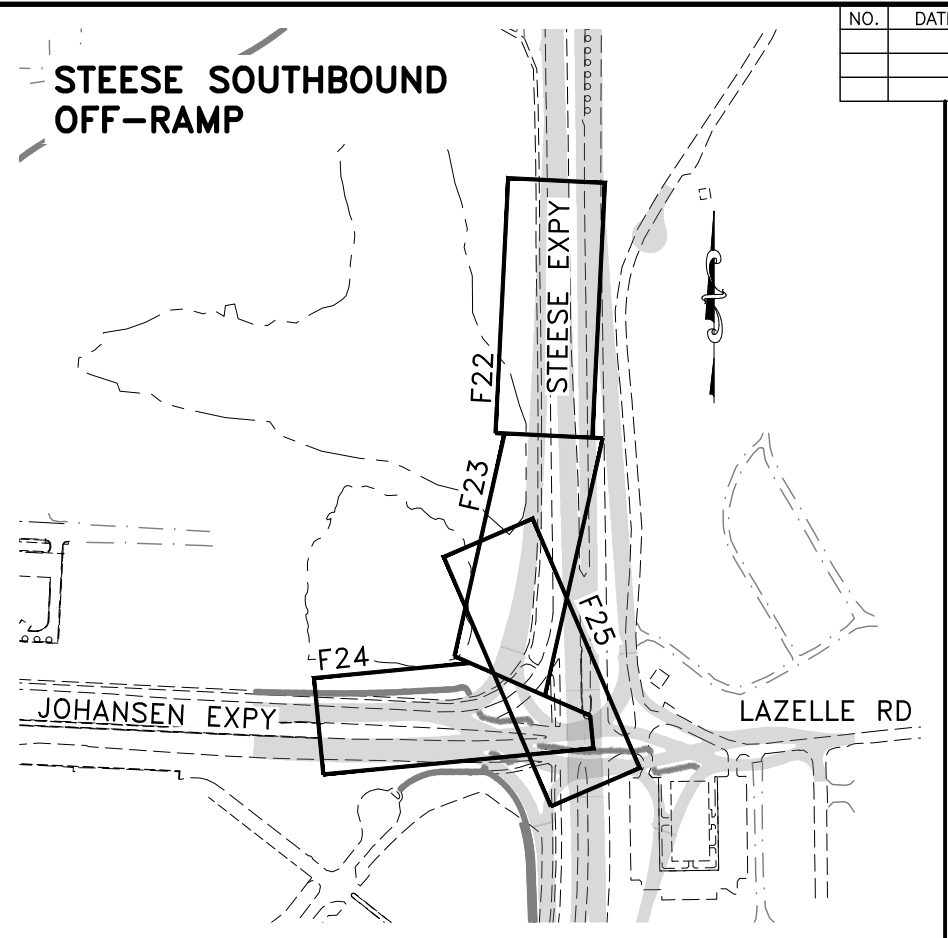 NO. DATE
STEESE SOUTHBOUND
OFF-RAMP
STEESE EXPY
F22
F23
F25
F24
JOHANSEN EXPY
LAZELLE RD